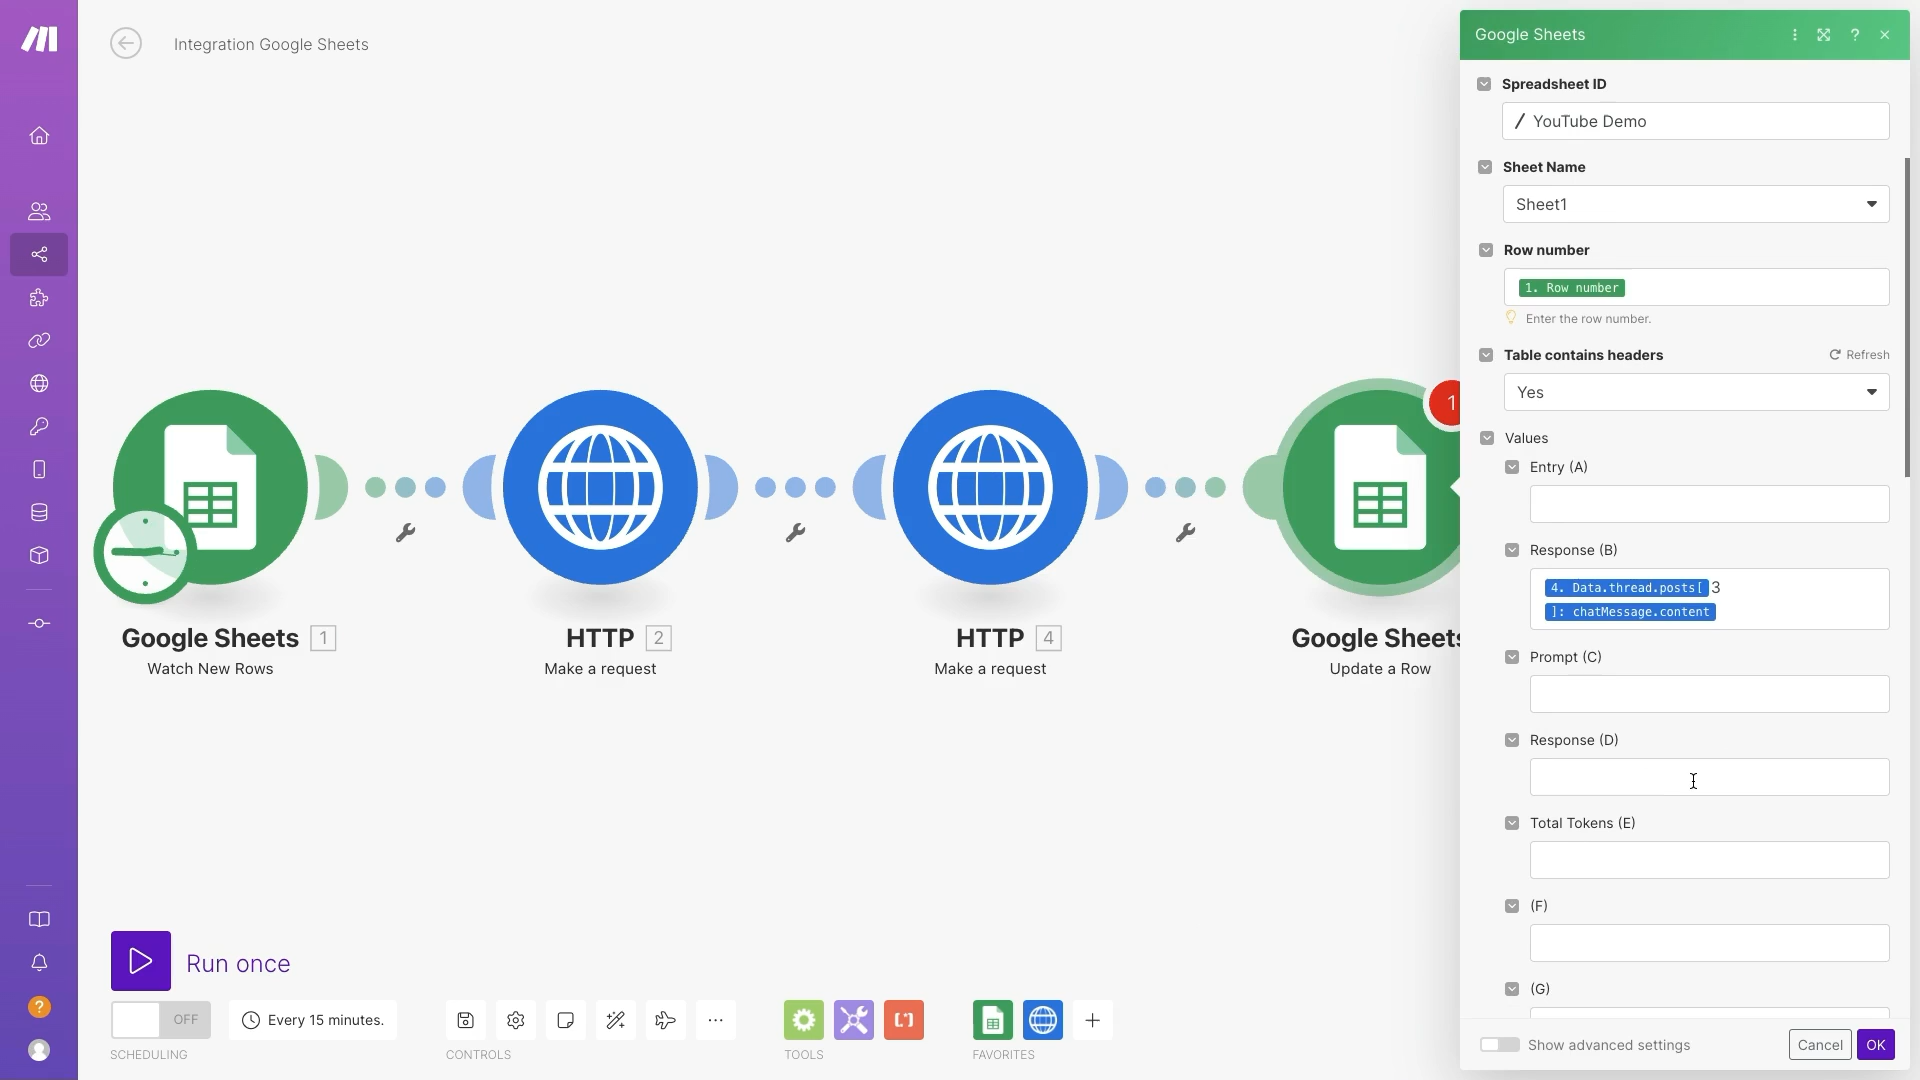 Integration Google Sheets
Google Sheets
?
Spreadsheet ID
/ YouTube Demo
Sheet Name
Sheet1
Row number
1. Row number
Enter the row number.
Table contains headers
Refresh
Yes
Values
Entry (A)
Response (B)
4. Data.thread.posts[ 3
]: chatMessage.content
Prompt (C)
Response (D)
Total Tokens (E)
(F)
(G)
Show advanced settings
Cancel
OK
1
Google Sheets 1
Watch New Rows
HTTP 2
Make a request
HTTP 4
Make a request
Google Sheets
Update a Row
Run once
OFF
Every 15 minutes.
SCHEDULING
CONTROLS
TOOLS
FAVORITES
?